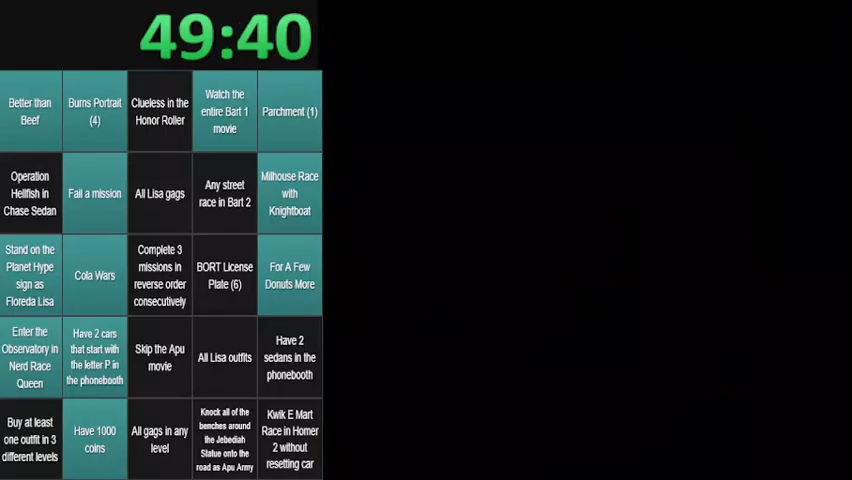 49:40
Better than
Beef
Burns Portrait
(4)
Clueless in the
Honor Roller
Watch the
entire Bart 1
movie
Parchment (1)
Operation
Hellfish in
Chase Sedan
Fail a mission
All Lisa gags
Any street
race in Bart 2
Milhouse Race
with
Knightboat
Stand on the
Planet Hype
sign as
Floreda Lisa
Cola Wars
Complete 3
missions in
reverse order
consecutively
BORT License
Plate (6)
For A Few
Donuts More
Enter the
Observatory in
Nerd Race
Queen
Have 2 cars
that start with
the letter P in
the phonebooth
Skip the Apu
movie
All Lisa outfits
Have 2
sedans in the
phonebooth
Buy at least
one outfit in 3
different levels
Have 1000
coins
All gags in any
level
Knock all of the
benches around
the Jebediah
Statue onto the
road as Apu Army
Kwik E Mart
Race in Homer
2 without
resetting car